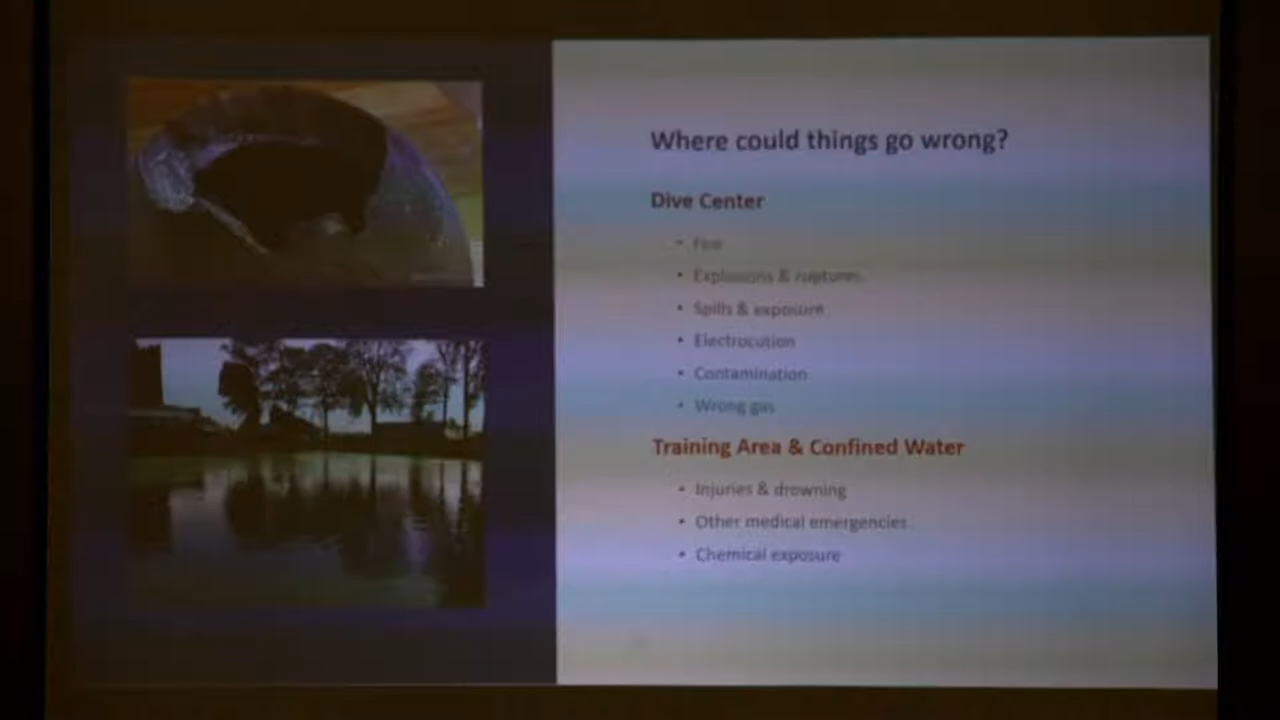 Where could things go wrong?
Dive Center
• Fire
• Explosions & ruptures
• Spills & exposure
• Electrocution
• Contamination
• Wrong gas
Training Area & Confined Water
• Injuries & drowning
• Other medical emergencies
• Chemical exposure